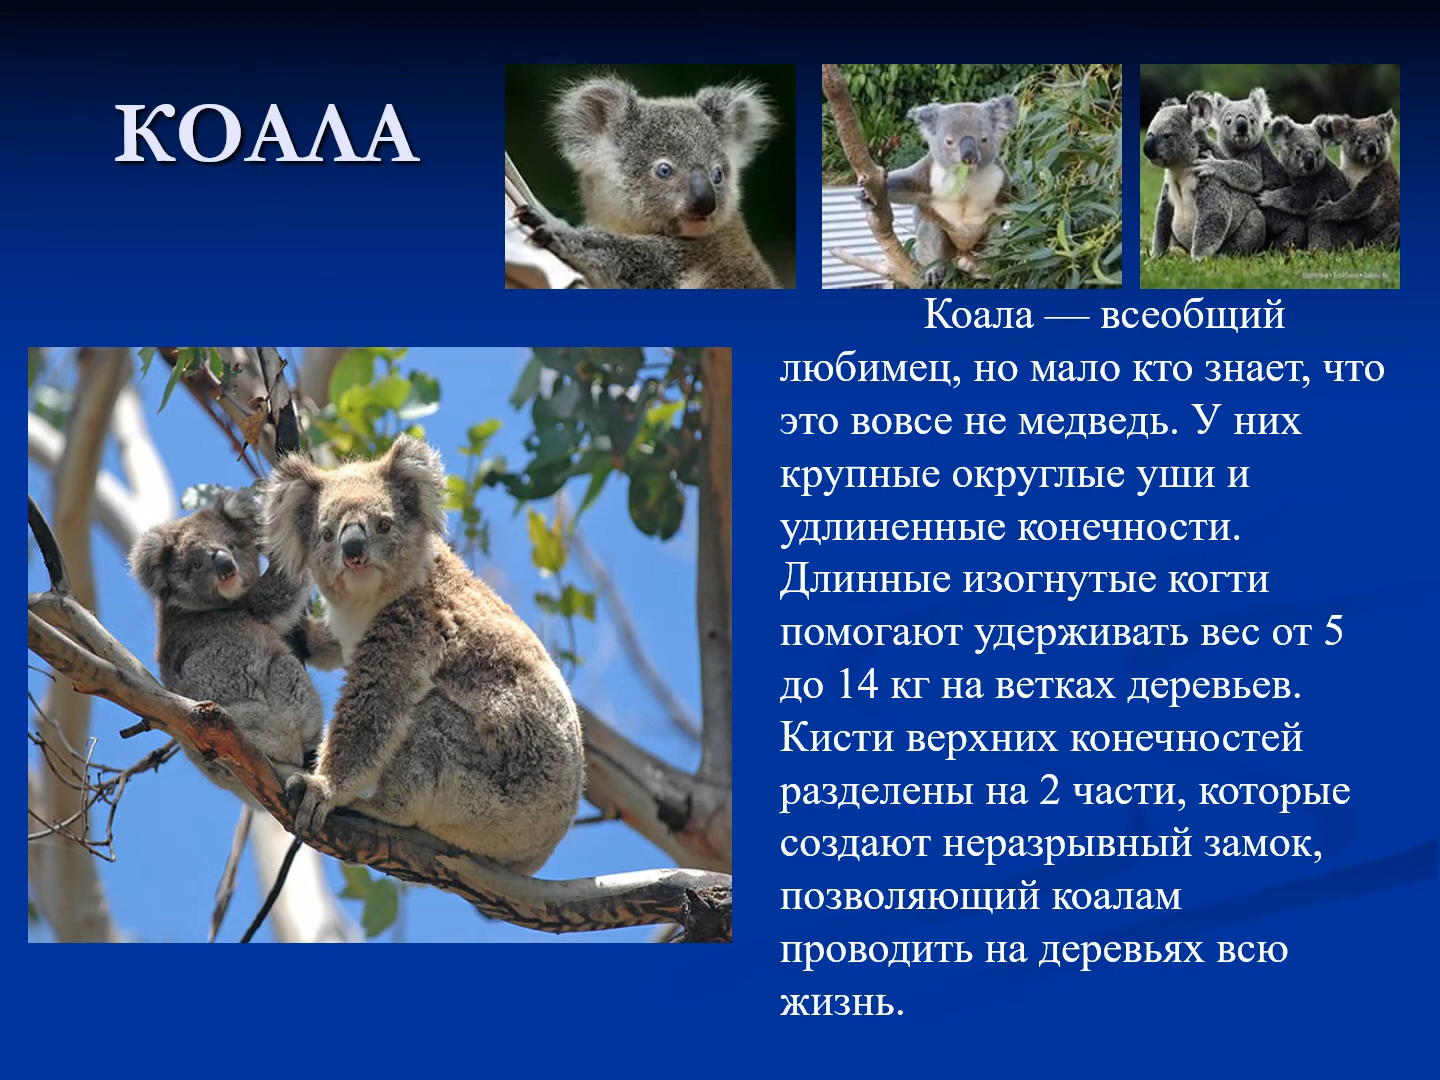 КОАЛА
Коала — всеобщий
любимец, но мало кто знает, что
это вовсе не медведь. У них
крупные округлые уши и
удлиненные конечности.
Длинные изогнутые когти
помогают удерживать вес от 5
до 14 кг на ветках деревьев.
Кисти верхних конечностей
разделены на 2 части, которые
создают неразрывный замок,
позволяющий коалам
проводить на деревьях всю
жизнь.